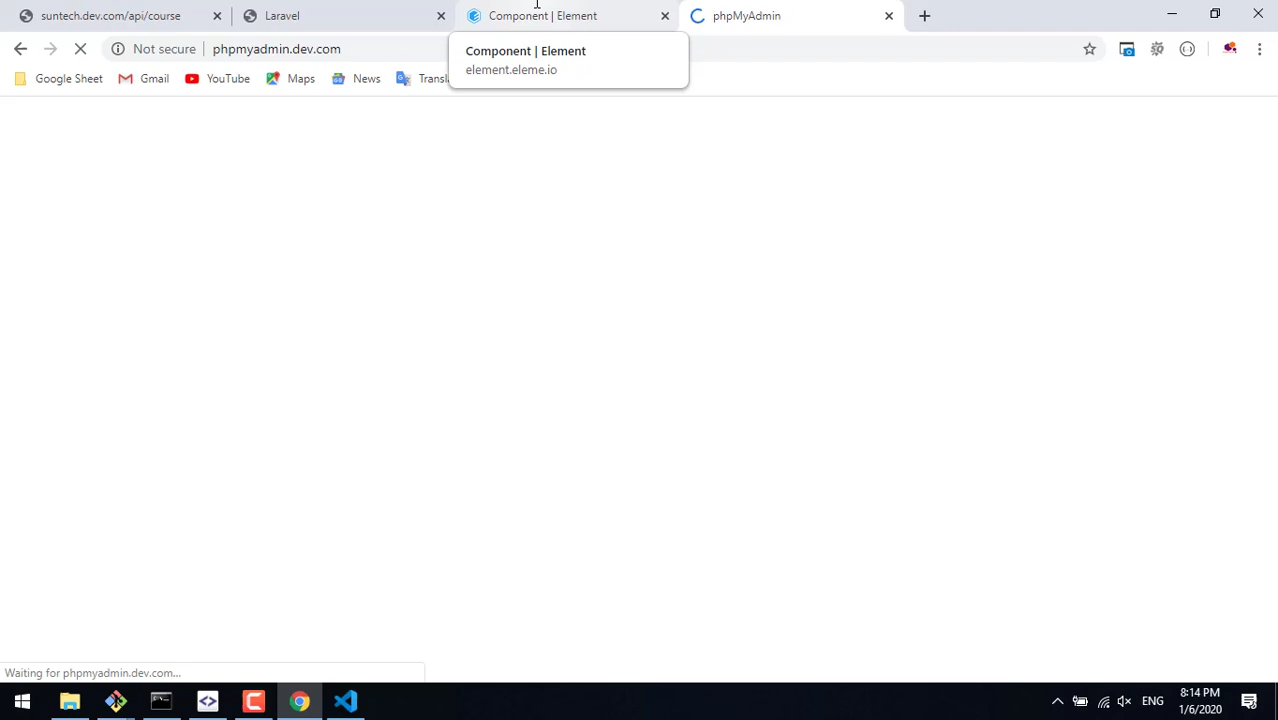 suntech.dev.com/api/course
Laravel
Component | Element
phpMyAdmin
Not secure
phpmyadmin.dev.com
Component | Element
element.eleme.io
Google Sheet
Gmail
YouTube
Maps
News
Transl
Waiting for phpmyadmin.dev.com...
ENG
8:14 PM
1/6/2020